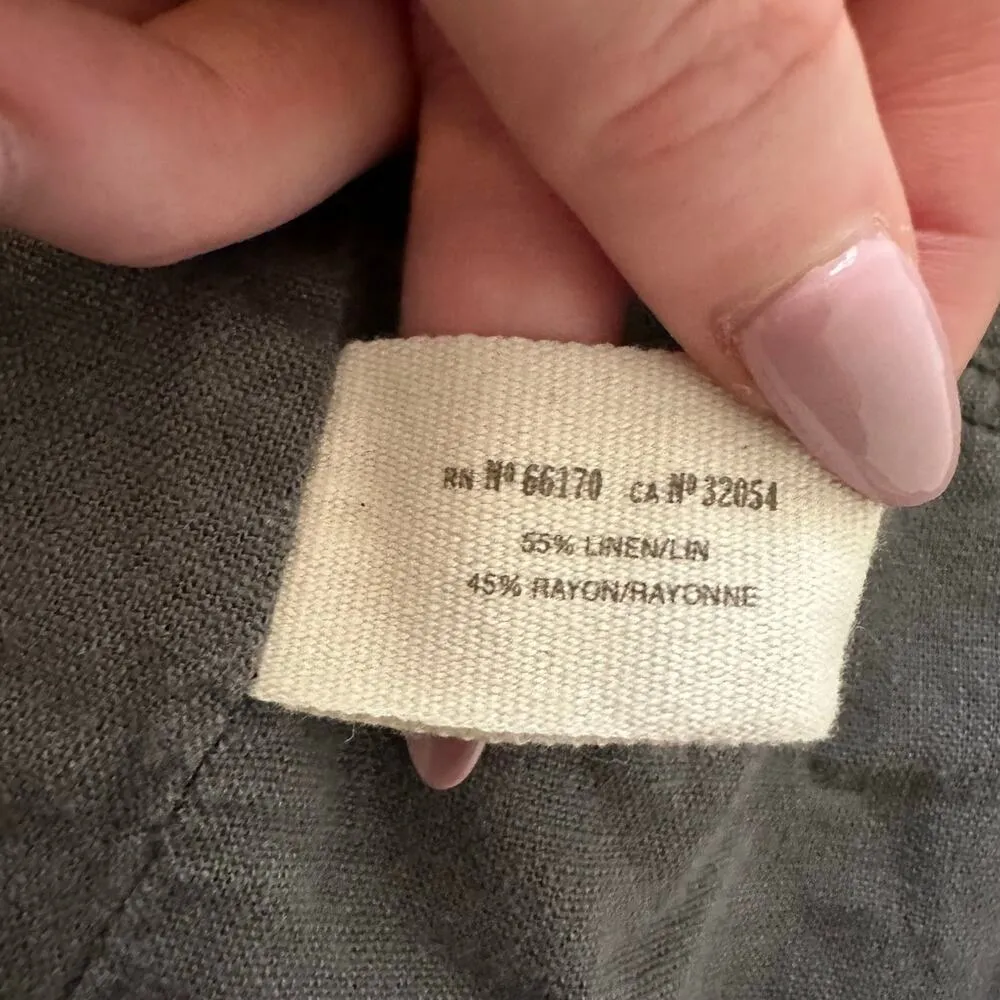 RN Nº 66170 CA Nº 32054
55% LINEN/LIN
45% RAYON/RAYONNE